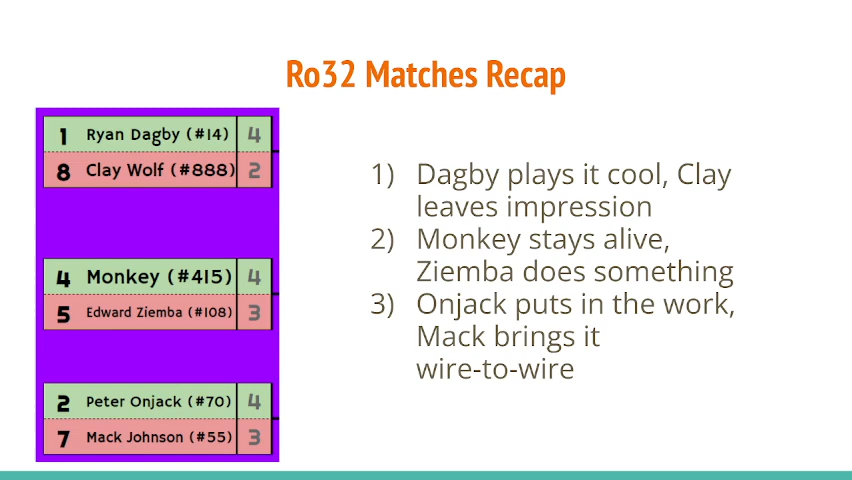 Ro32 Matches Recap
1 Ryan Dagby (#14) 4
8 Clay Wolf (#888) 2
4 Monkey (#415) 4
5 Edward Ziemba (#108) 3
2 Peter Onjack (#70) 4
7 Mack Johnson (#55) 3
1) Dagby plays it cool, Clay
leaves impression
2) Monkey stays alive,
Ziemba does something
3) Onjack puts in the work,
Mack brings it
wire-to-wire